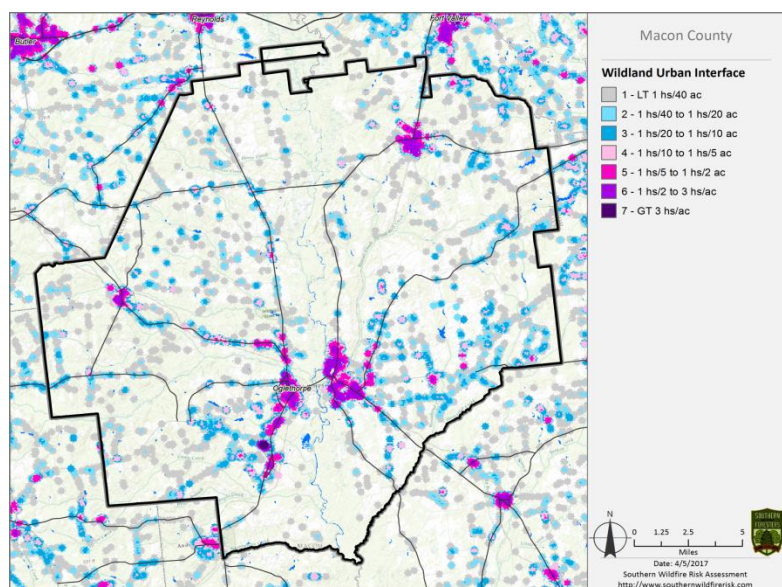 Reynolds
Fort Valley
Butler
Oglethorpe
Macon County
Wildland Urban Interface
1 - LT 1 hs/40 ac
2 - 1 hs/40 to 1 hs/20 ac
3 - 1 hs/20 to 1 hs/10 ac
4 - 1 hs/10 to 1 hs/5 ac
5 - 1 hs/5 to 1 hs/2 ac
6 - 1 hs/2 to 3 hs/ac
7 - GT 3 hs/ac
N
0 1.25 2.5 5
Miles
Date: 4/5/2017
Southern Wildfire Risk Assessment
http://www.southernwildfirerisk.com
SOUTHERN
FORESTERS